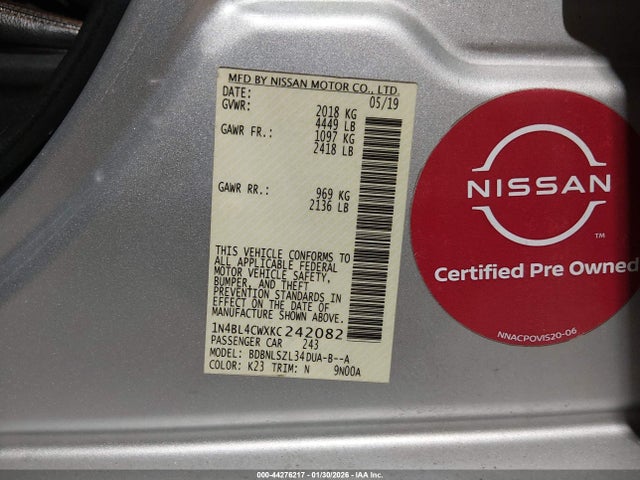 MFD BY NISSAN MOTOR CO., LTD.
DATE: 05/19
GVWR: 2018 KG
4449 LB
GAWR FR.: 1097 KG
2418 LB
GAWR RR.: 969 KG
2136 LB
THIS VEHICLE CONFORMS TO
ALL APPLICABLE FEDERAL
MOTOR VEHICLE SAFETY,
BUMPER, AND THEFT
PREVENTION STANDARDS IN
EFFECT ON THE DATE OF
MANUFACTURE SHOWN ABOVE.
1N4BL4CWXKC242082
PASSENGER CAR 243
MODEL: BDBNLSZL34DUA-B--A
COLOR: K23 TRIM: N 9N00A
NISSAN
TM
Certified Pre Owned
NNACPOVIS20-06
000-44276217 - 01/30/2026 - IAA Inc.